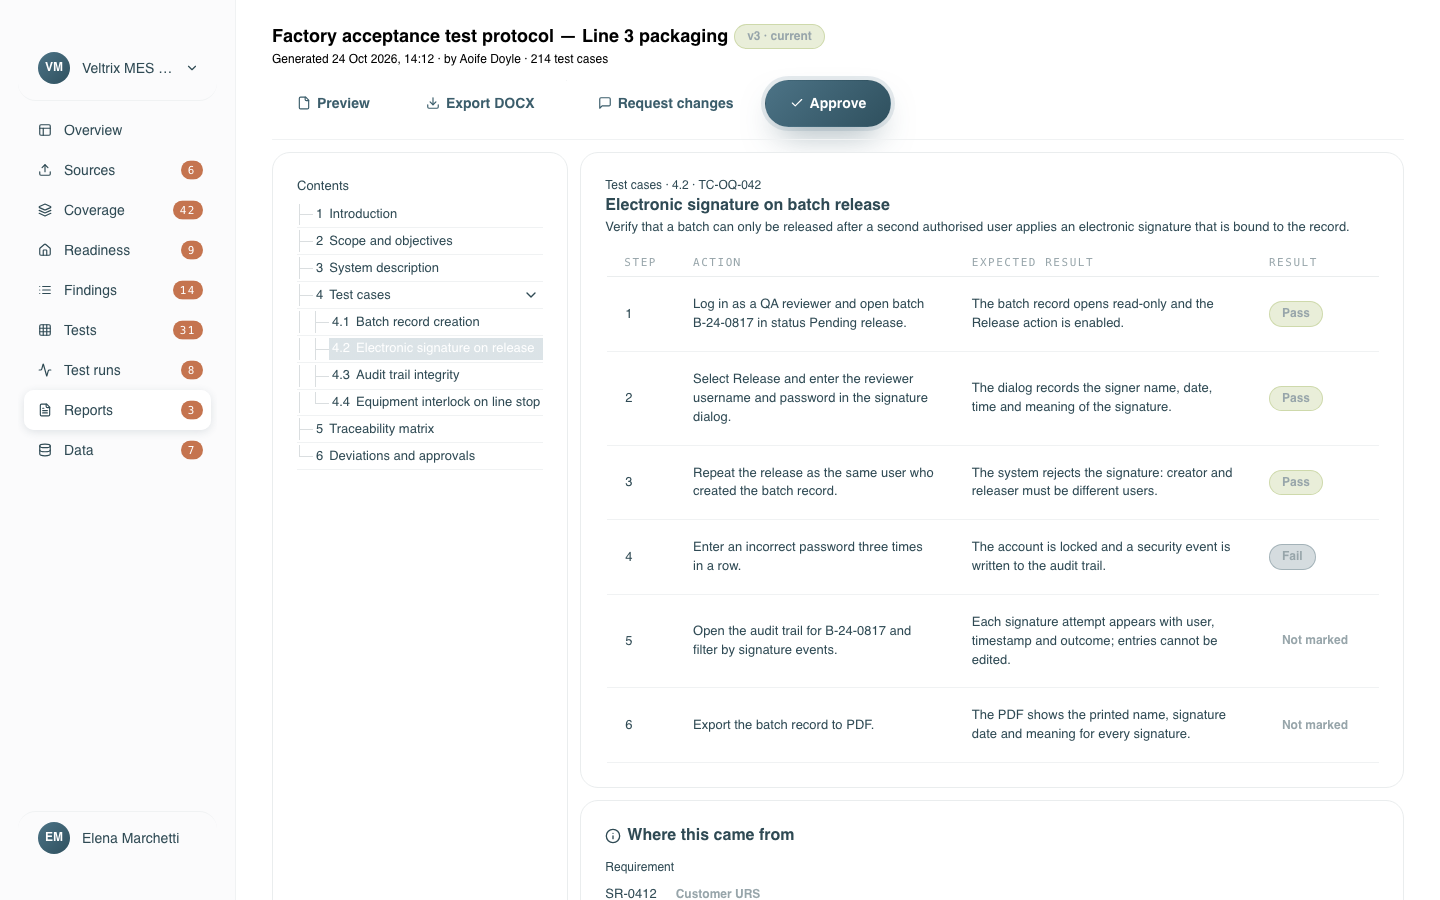 VM Veltrix MES ...
Overview
Sources 6
Coverage 42
Readiness 9
Findings 14
Tests 31
Test runs 8
Reports 3
Data 7
EM Elena Marchetti
Factory acceptance test protocol — Line 3 packaging v3 · current
Generated 24 Oct 2026, 14:12 · by Aoife Doyle · 214 test cases
Preview Export DOCX Request changes Approve
Contents
1 Introduction
2 Scope and objectives
3 System description
4 Test cases
4.1 Batch record creation
4.2 Electronic signature on release
4.3 Audit trail integrity
4.4 Equipment interlock on line stop
5 Traceability matrix
6 Deviations and approvals
Test cases · 4.2 · TC-OQ-042
Electronic signature on batch release
Verify that a batch can only be released after a second authorised user applies an electronic signature that is bound to the record.
STEP ACTION EXPECTED RESULT RESULT
1 Log in as a QA reviewer and open batch
B-24-0817 in status Pending release.
The batch record opens read-only and the
Release action is enabled.
Pass
2 Select Release and enter the reviewer
username and password in the signature
dialog.
The dialog records the signer name, date,
time and meaning of the signature.
Pass
3 Repeat the release as the same user who
created the batch record.
The system rejects the signature: creator and
releaser must be different users.
Pass
4 Enter an incorrect password three times
in a row.
The account is locked and a security event is
written to the audit trail.
Fail
5 Open the audit trail for B-24-0817 and
filter by signature events.
Each signature attempt appears with user,
timestamp and outcome; entries cannot be
edited.
Not marked
6 Export the batch record to PDF.
The PDF shows the printed name, signature
date and meaning for every signature.
Not marked
Where this came from
Requirement
SR-0412 Customer URS